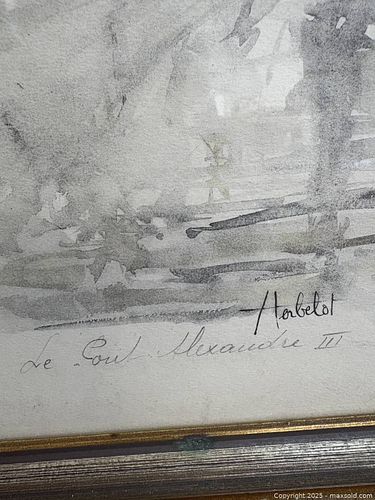 Herbelot
Le Pont Alexandre III
Copyright 2025 - maxsold.com